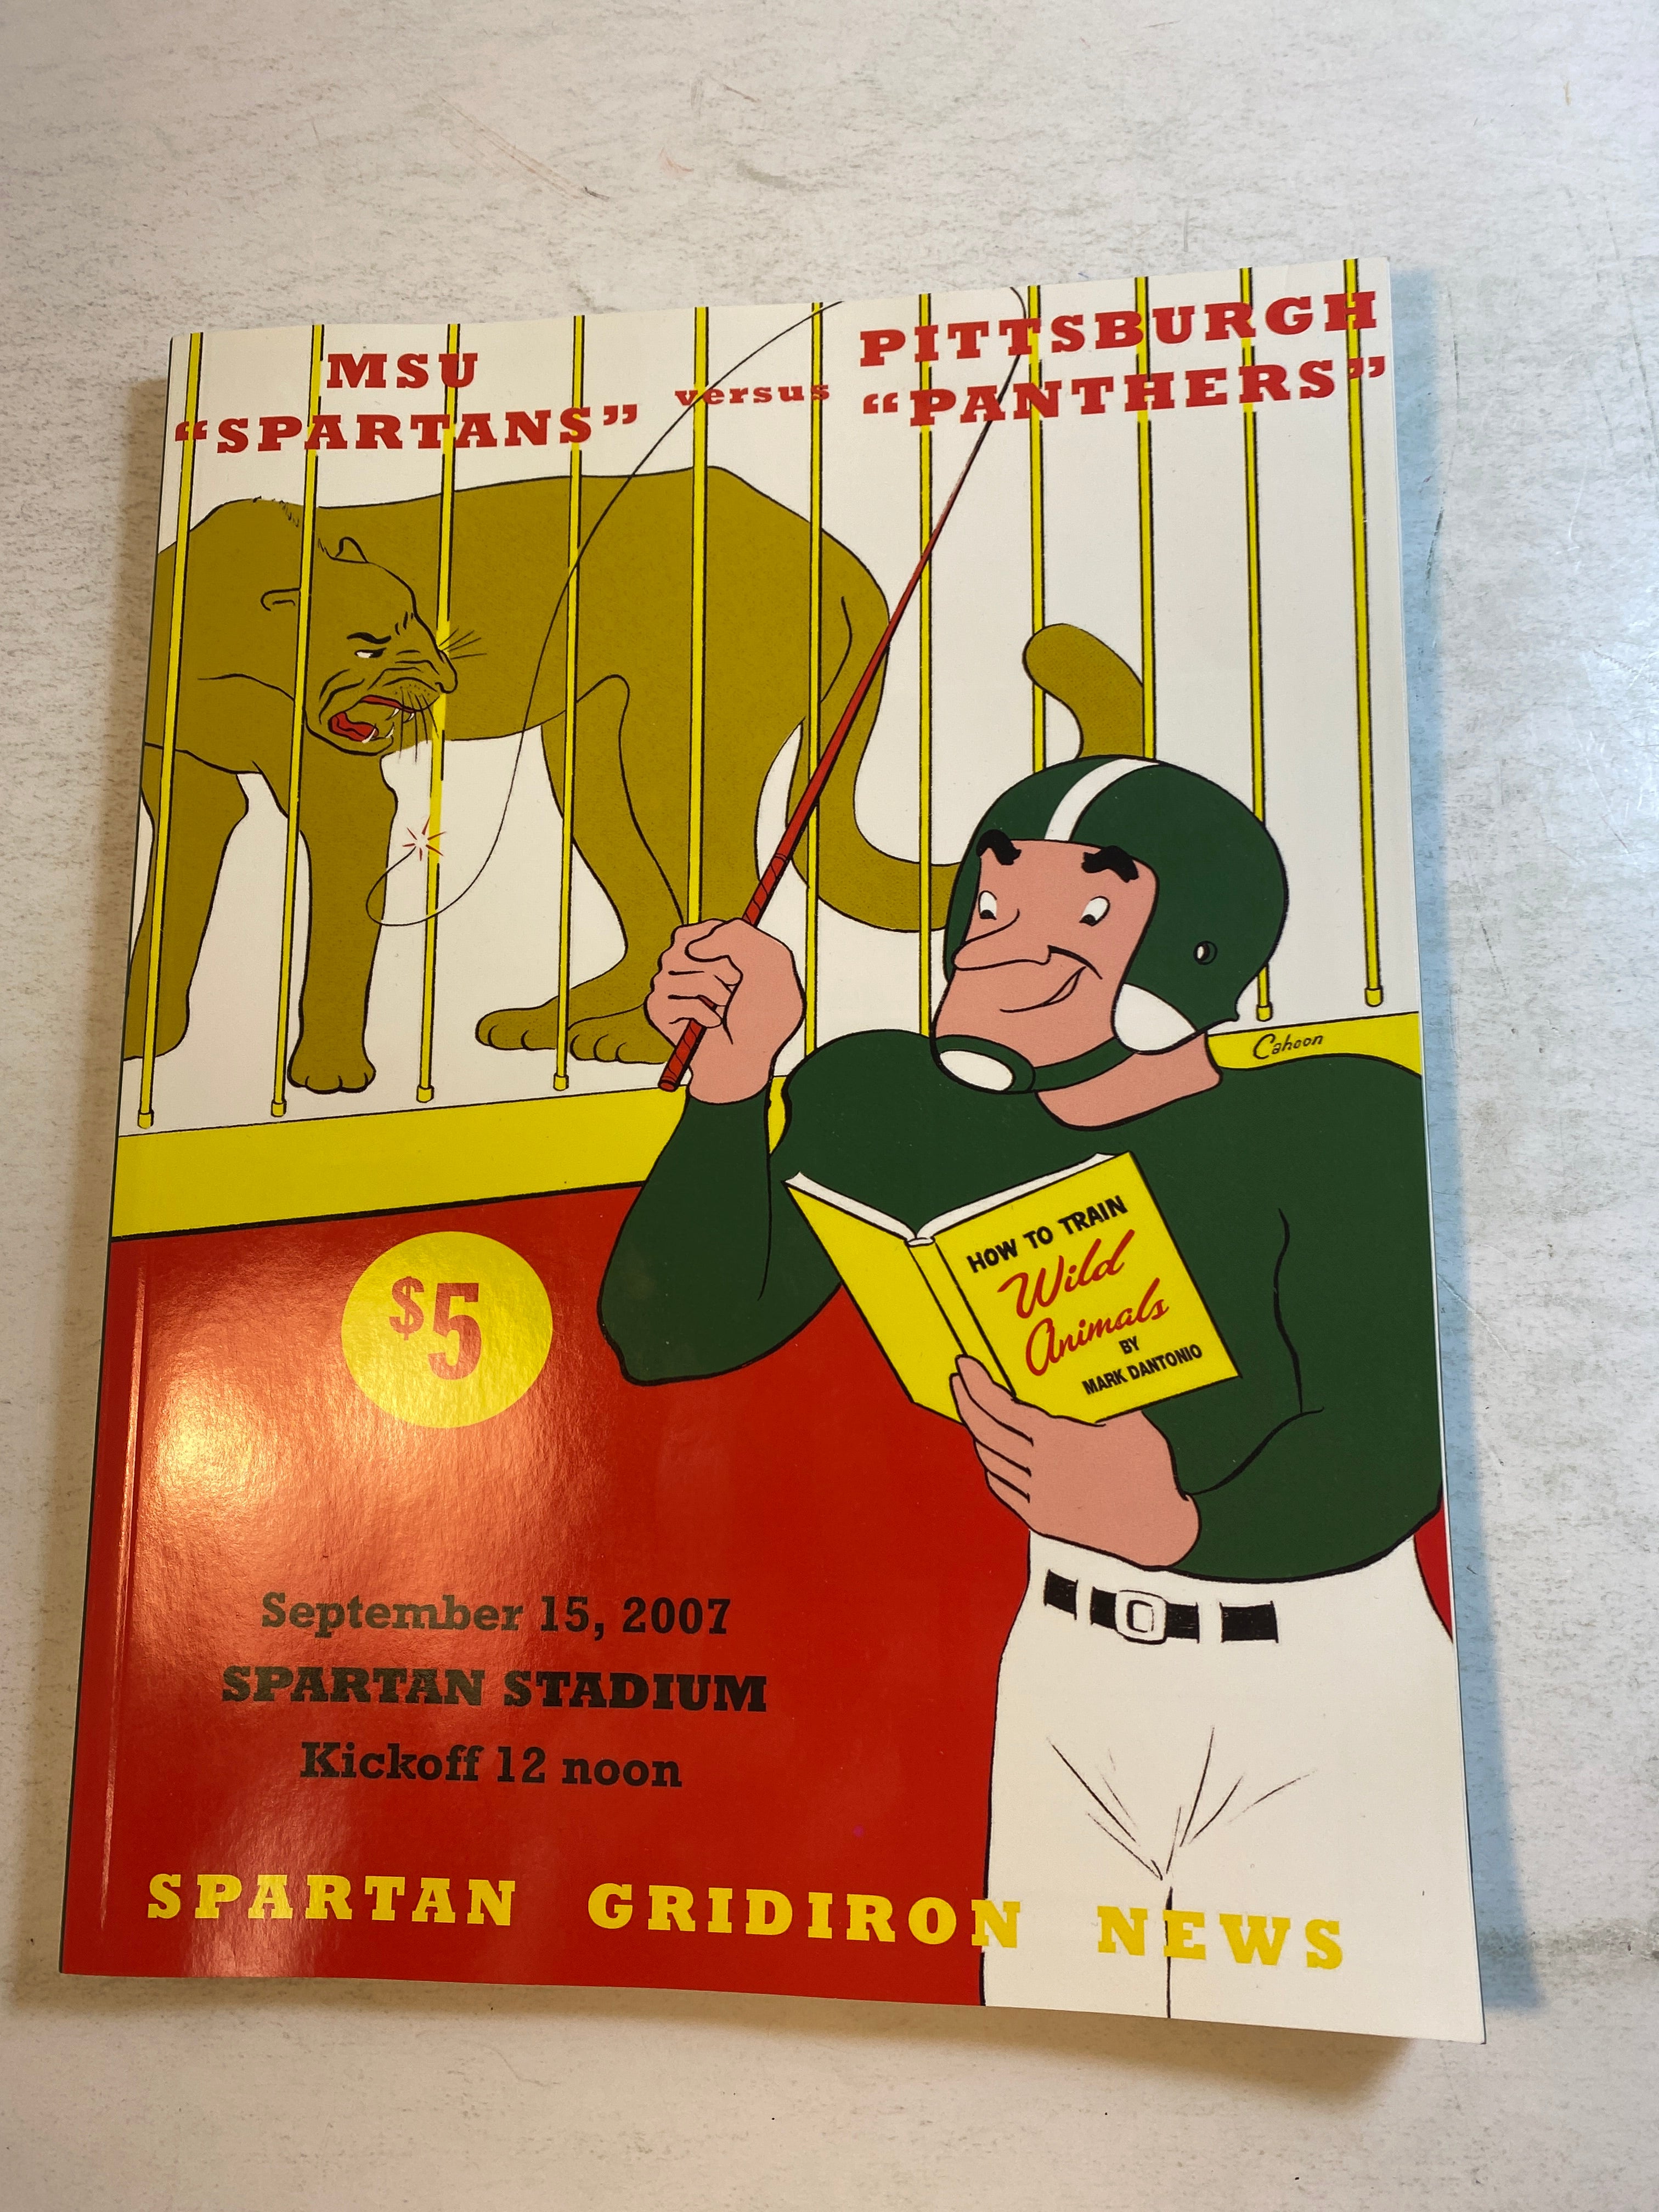 MSU
"SPARTANS"
versus
PITTSBURGH
"PANTHERS"
Cahoon
HOW TO TRAIN
Wild
Animals
BY
MARK DANTONIO
$5
September 15, 2007
SPARTAN STADIUM
Kickoff 12 noon
SPARTAN GRIDIRON NEWS